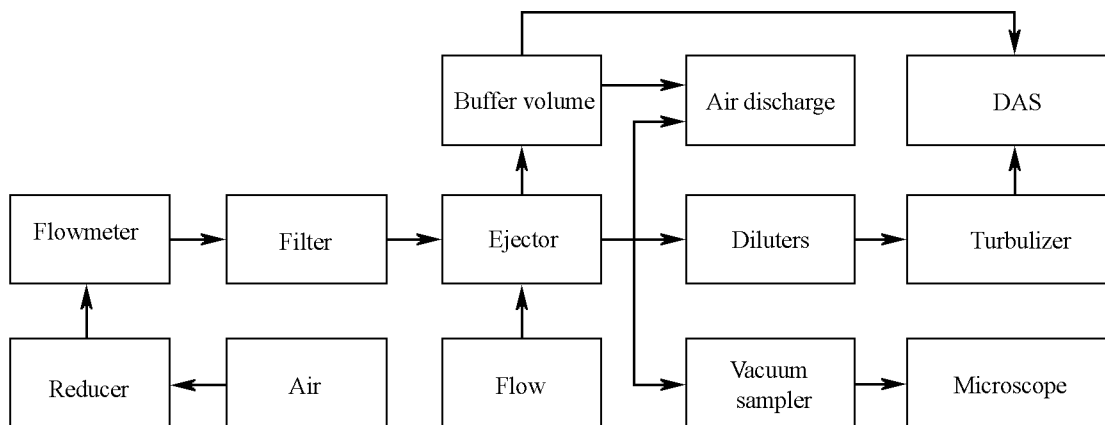 Buffer volume
Air discharge
DAS
Flowmeter
Filter
Ejector
Diluters
Turbulizer
Reducer
Air
Flow
Vacuum
sampler
Microscope